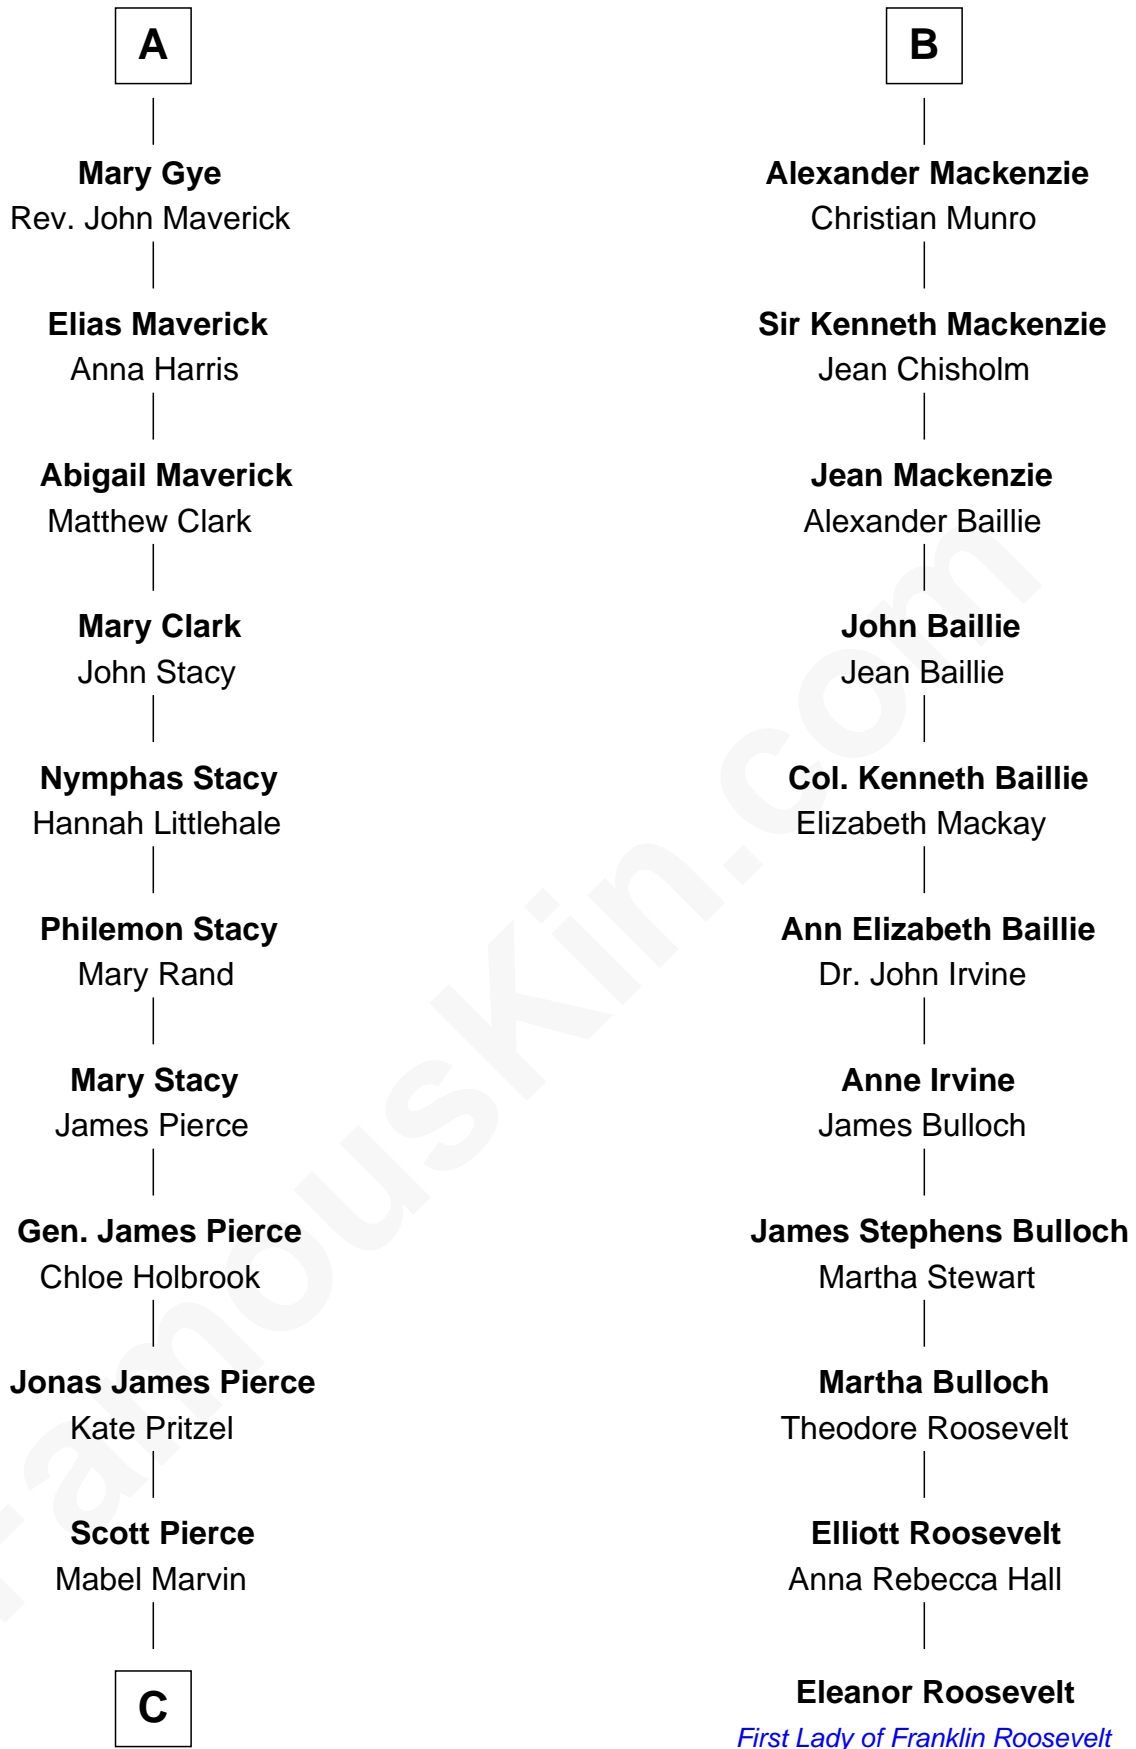 A
Mary Gye
Rev. John Maverick
Elias Maverick
Anna Harris
Abigail Maverick
Matthew Clark
Mary Clark
John Stacy
Nymphas Stacy
Hannah Littlehale
Philemon Stacy
Mary Rand
Mary Stacy
James Pierce
Gen. James Pierce
Chloe Holbrook
Jonas James Pierce
Kate Pritzel
Scott Pierce
Mabel Marvin
C
B
Alexander Mackenzie
Christian Munro
Sir Kenneth Mackenzie
Jean Chisholm
Jean Mackenzie
Alexander Baillie
John Baillie
Jean Baillie
Col. Kenneth Baillie
Elizabeth Mackay
Ann Elizabeth Baillie
Dr. John Irvine
Anne Irvine
James Bulloch
James Stephens Bulloch
Martha Stewart
Martha Bulloch
Theodore Roosevelt
Elliott Roosevelt
Anna Rebecca Hall
Eleanor Roosevelt
First Lady of Franklin Roosevelt
FamousKin.com